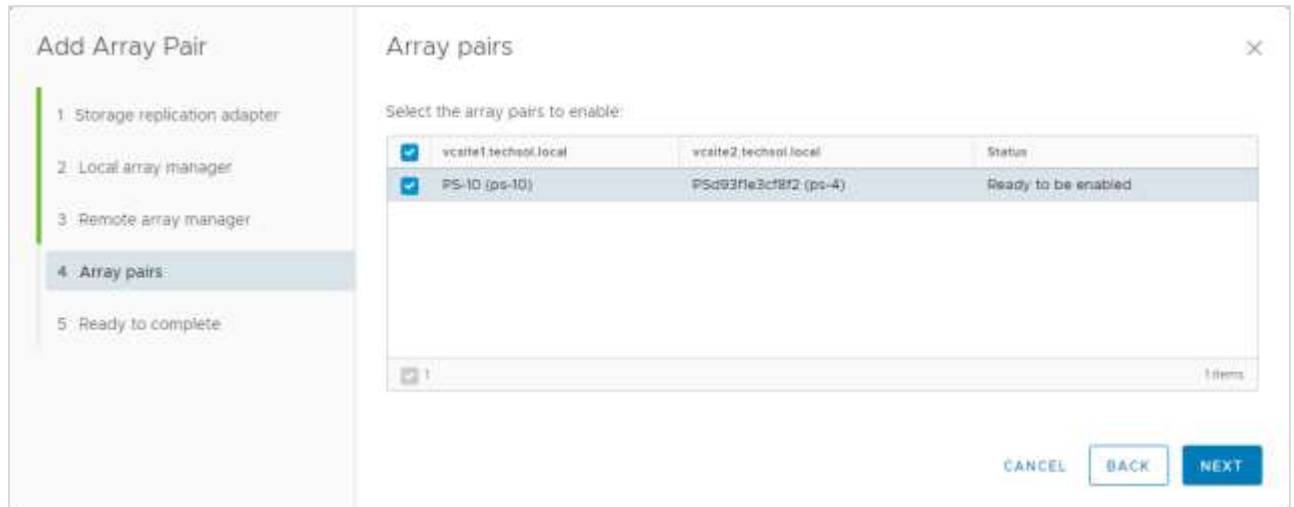 Add Array Pair
1 Storage replication adapter
2 Local array manager
3 Remote array manager
4 Array pairs
5 Ready to complete
Array pairs
Select the array pairs to enable:
vcsite1.techsol.local vcsite2.techsol.local Status
PS-10 (ps-10) PSd93f1e3cf8f2 (ps-4) Ready to be enabled
1 1 items
CANCEL BACK NEXT